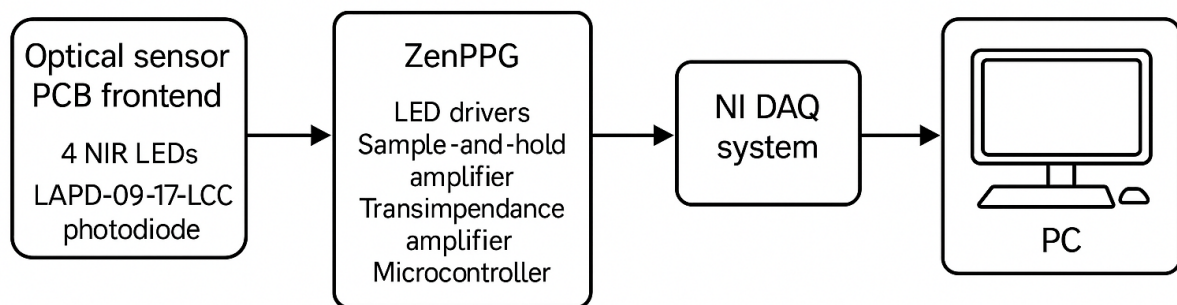 Optical sensor
PCB frontend
4 NIR LEDs
LAPD-09-17-LCC
photodiode
ZenPPG
LED drivers
Sample-and-hold
amplifier
Transimpendance
amplifier
Microcontroller
NI DAQ
system
PC